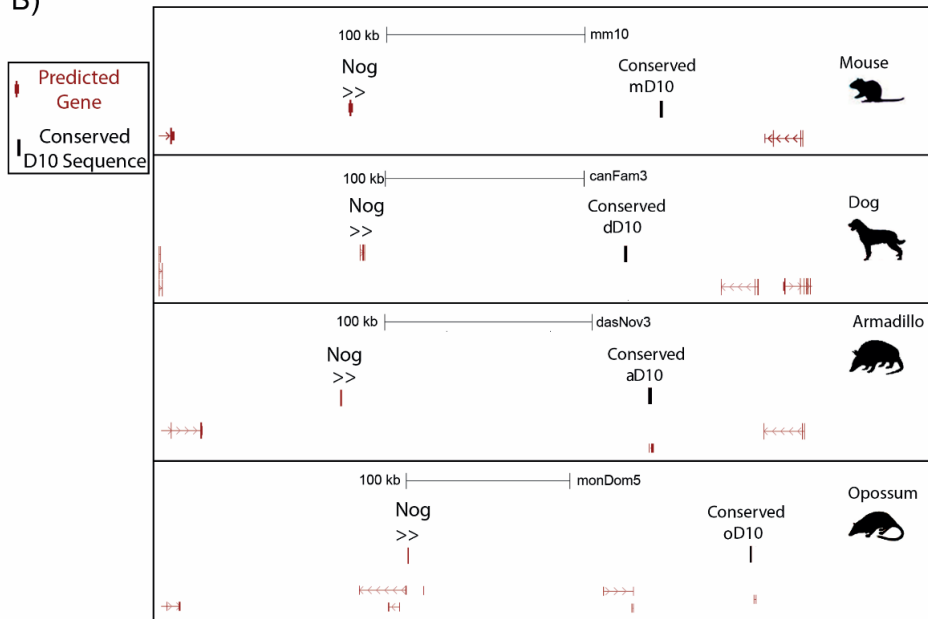 B)
Predicted
Gene
Conserved
D10 Sequence
100 kb
mm10
Nog
>>
Conserved
mD10
Mouse
100 kb
canFam3
Nog
>>
Conserved
dD10
Dog
100 kb
dasNov3
Nog
>>
Conserved
aD10
Armadillo
100 kb
monDom5
Nog
>>
Conserved
oD10
Opossum